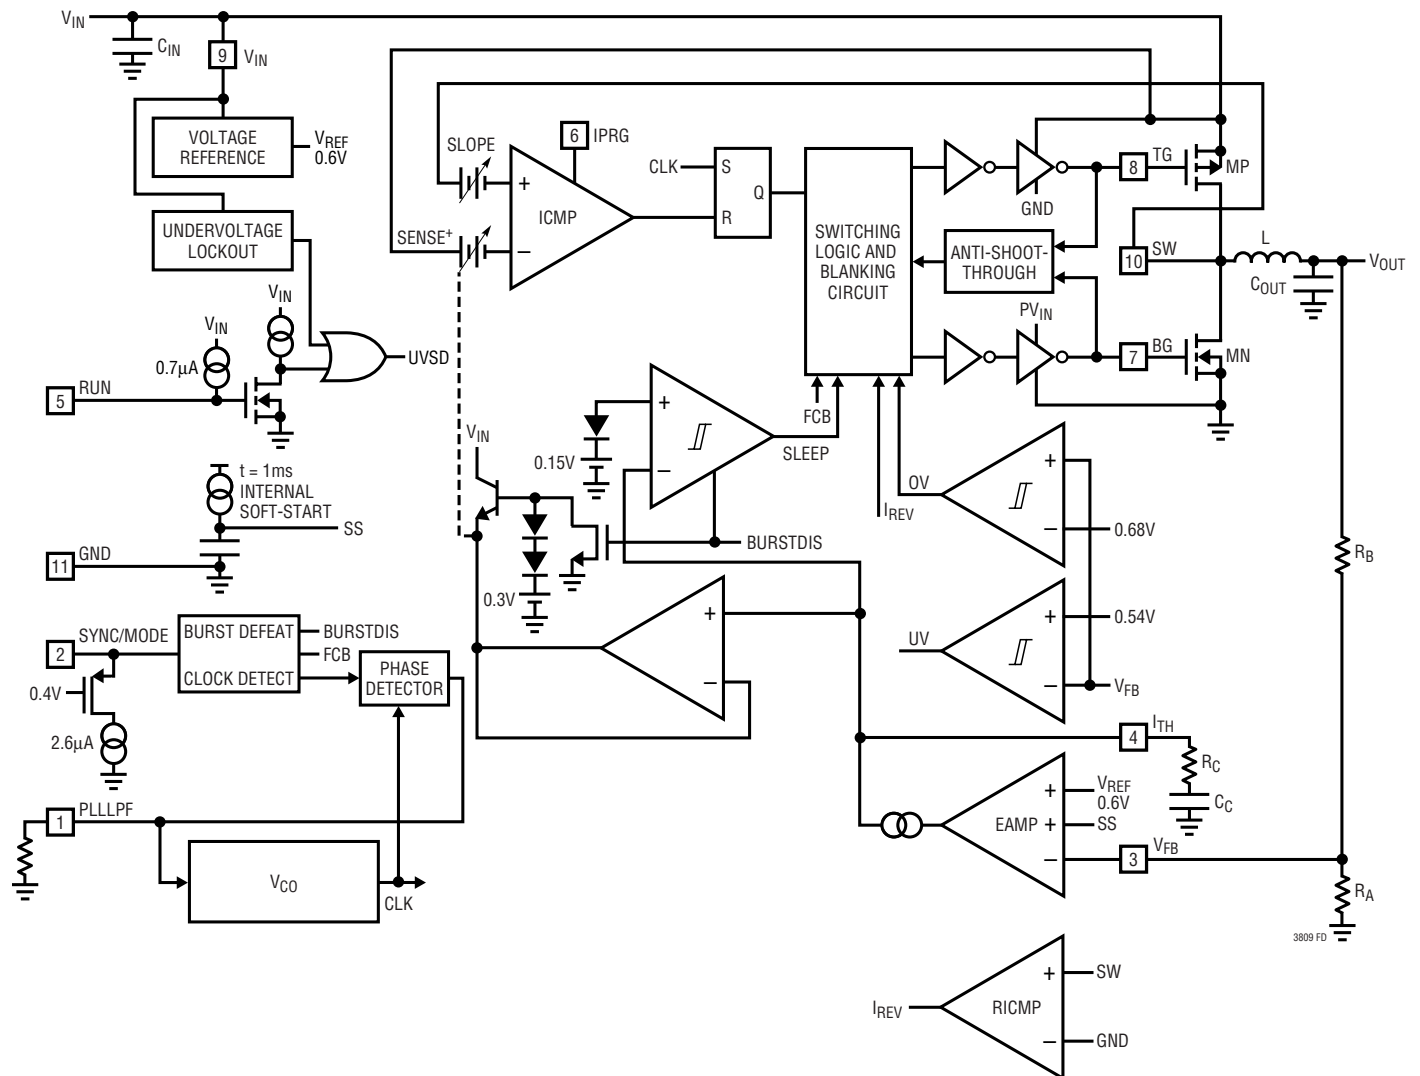 VIN
CIN
9
VIN
VOLTAGE
REFERENCE
VREF
0.6V
UNDERVOLTAGE
LOCKOUT
VIN
VIN
0.7µA
UVSD
5
RUN
t = 1ms
INTERNAL
SOFT-START
SS
11
GND
2
SYNC/MODE
BURST DEFEAT
CLOCK DETECT
BURSTDIS
FCB
0.4V
2.6µA
PHASE
DETECTOR
1
PLLLPF
VCO
CLK
SLOPE
SENSE+
6
IPRG
+
–
ICMP
CLK
S
R
Q
SWITCHING
LOGIC AND
BLANKING
CIRCUIT
GND
ANTI-SHOOT-
THROUGH
PVIN
8
TG
MP
10
SW
L
VOUT
COUT
7
BG
MN
FCB
SLEEP
IREV
OV
+
–
0.15V
VIN
0.3V
BURSTDIS
+
–
+
–
0.68V
UV
+
–
0.54V
VFB
RB
4
ITH
RC
CC
EAMP
+
+
–
VREF
0.6V
SS
3
VFB
RA
3809 FD
IREV
RICMP
+
–
SW
GND